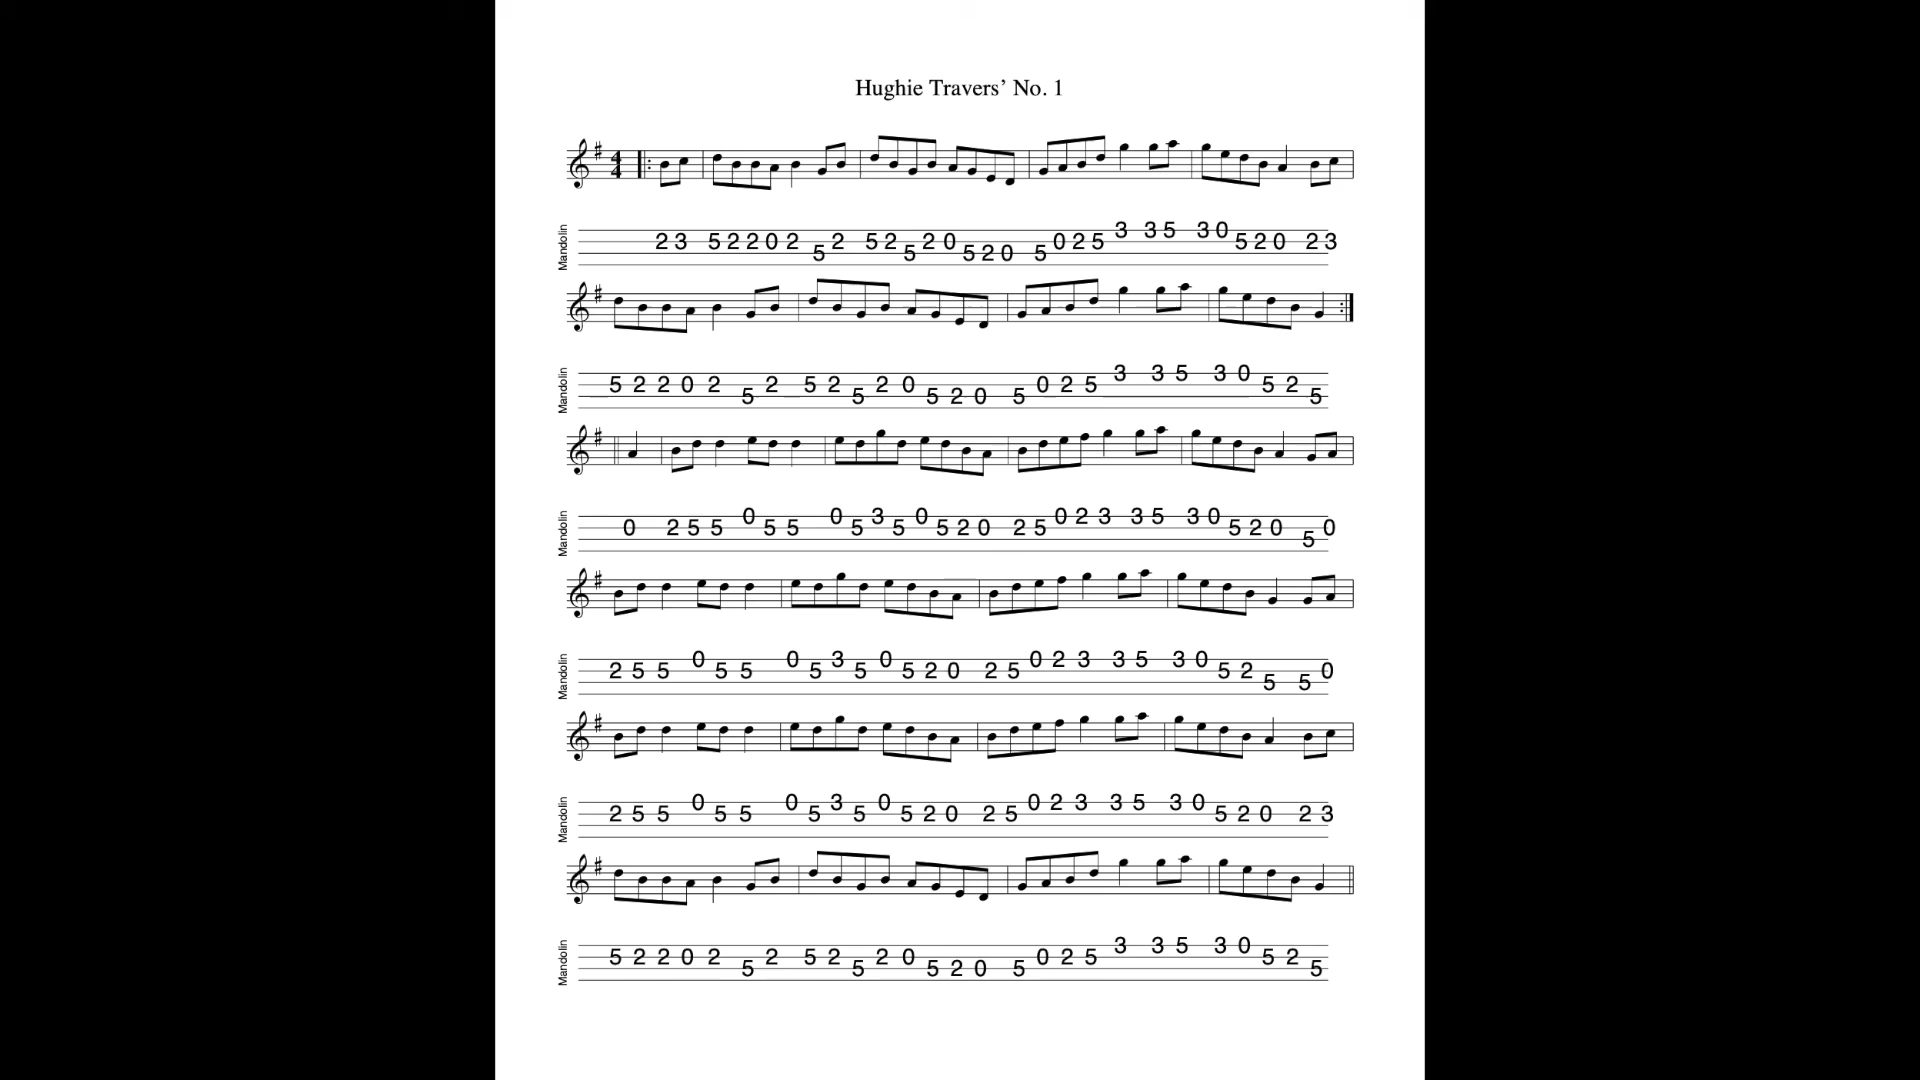 Hughie Travers’ No. 1
4
4
Mandolin
2 3 5 2 2 0 2 5 2 5 2 5 2 0 5 2 0 5 0 2 5 3 3 5 3 0 5 2 0 2 3
Mandolin
5 2 2 0 2 5 2 5 2 5 2 0 5 2 0 5 0 2 5 3 3 5 3 0 5 2 5
Mandolin
0 2 5 5 0 5 5 0 5 3 5 0 5 2 0 2 5 0 2 3 3 5 3 0 5 2 0 5 0
Mandolin
2 5 5 0 5 5 0 5 3 5 0 5 2 0 2 5 0 2 3 3 5 3 0 5 2 5 5 0
Mandolin
2 5 5 0 5 5 0 5 3 5 0 5 2 0 2 5 0 2 3 3 5 3 0 5 2 0 2 3
Mandolin
5 2 2 0 2 5 2 5 2 5 2 0 5 2 0 5 0 2 5 3 3 5 3 0 5 2 5